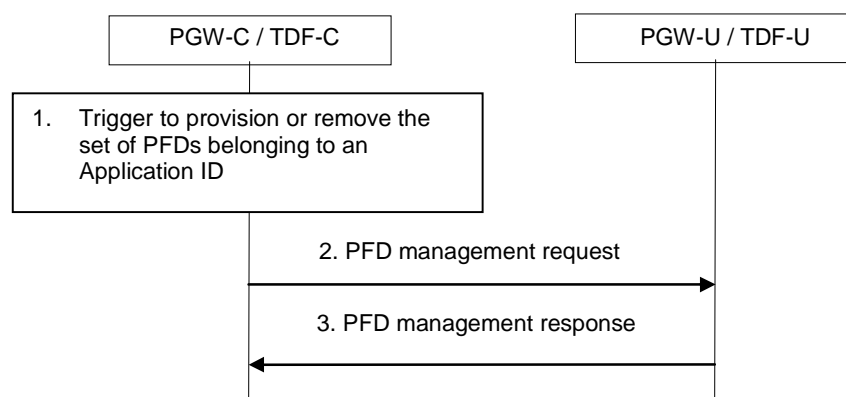 PGW-C / TDF-C
PGW-U / TDF-U
1. Trigger to provision or remove the
set of PFDs belonging to an
Application ID
2. PFD management request
3. PFD management response